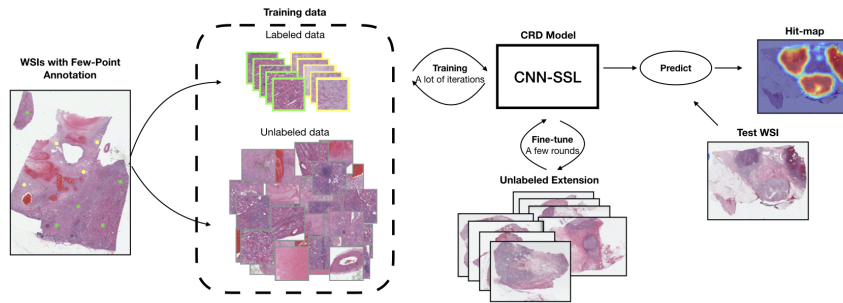 Training data
Labeled data
WSIs with Few-Point
Annotation
Unlabeled data
Training
A lot of iterations
CRD Model
CNN-SSL
Fine-tune
A few rounds
Unlabeled Extension
Predict
Hit-map
Test WSI